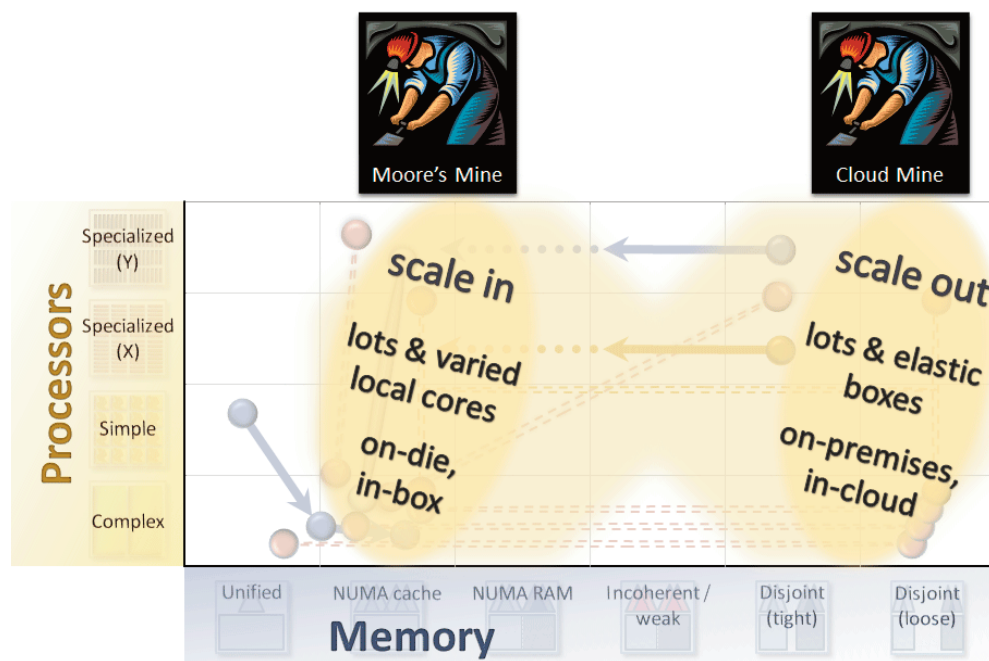 Moore's Mine
Cloud Mine
Processors
Specialized
(Y)
Specialized
(X)
Simple
Complex
scale in
lots & varied
local cores
on-die,
in-box
scale out
lots & elastic
boxes
on-premises,
in-cloud
Unified
NUMA cache
NUMA RAM
Incoherent /
weak
Disjoint
(tight)
Disjoint
(loose)
Memory